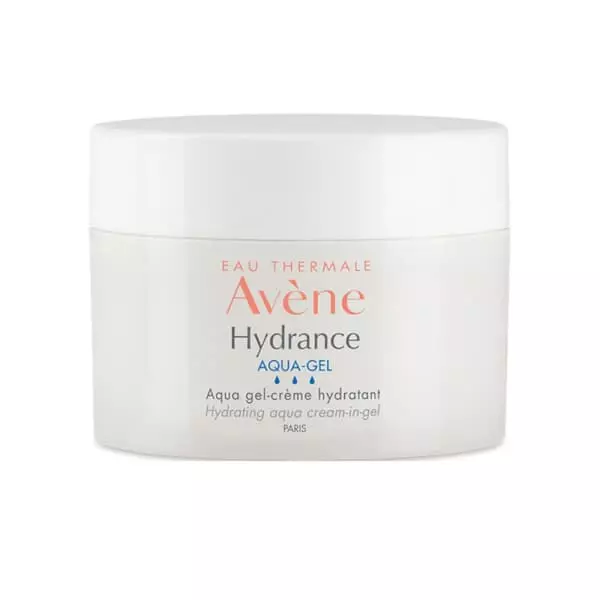 EAU THERMALE
Avène
Hydrance
AQUA-GEL
Aqua gel-crème hydratant
Hydrating aqua cream-in-gel
PARIS